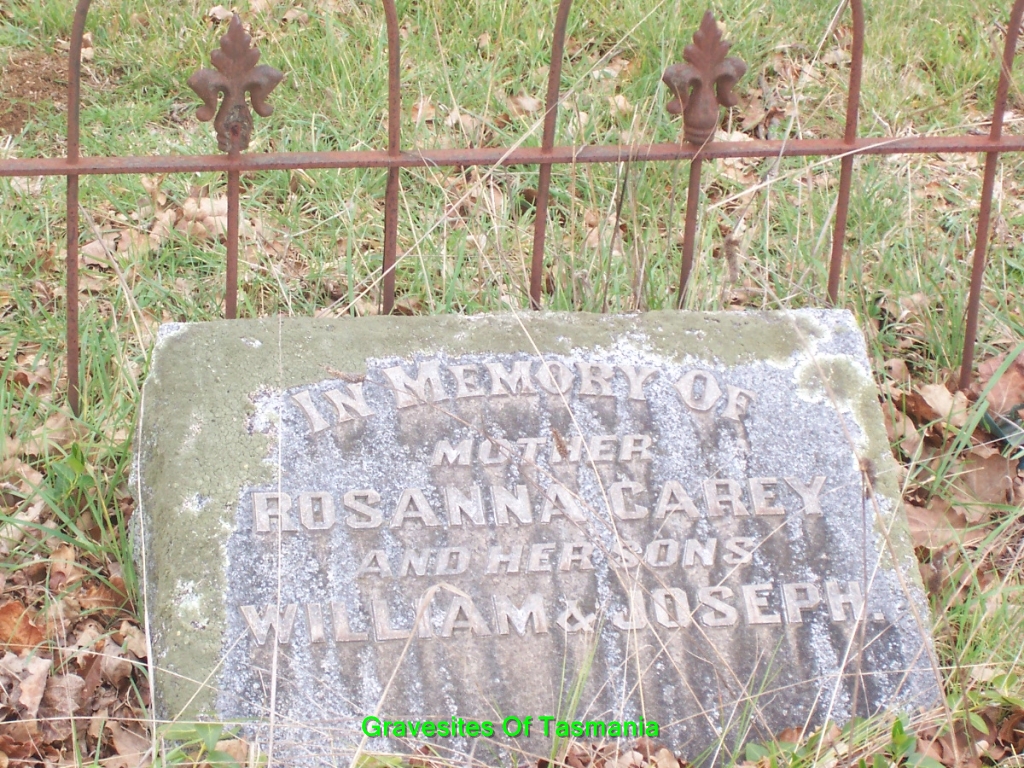 IN MEMORY OF
MOTHER
ROSANNA CAREY
AND HER SONS
WILLIAM & JOSEPH.
Gravesites Of Tasmania